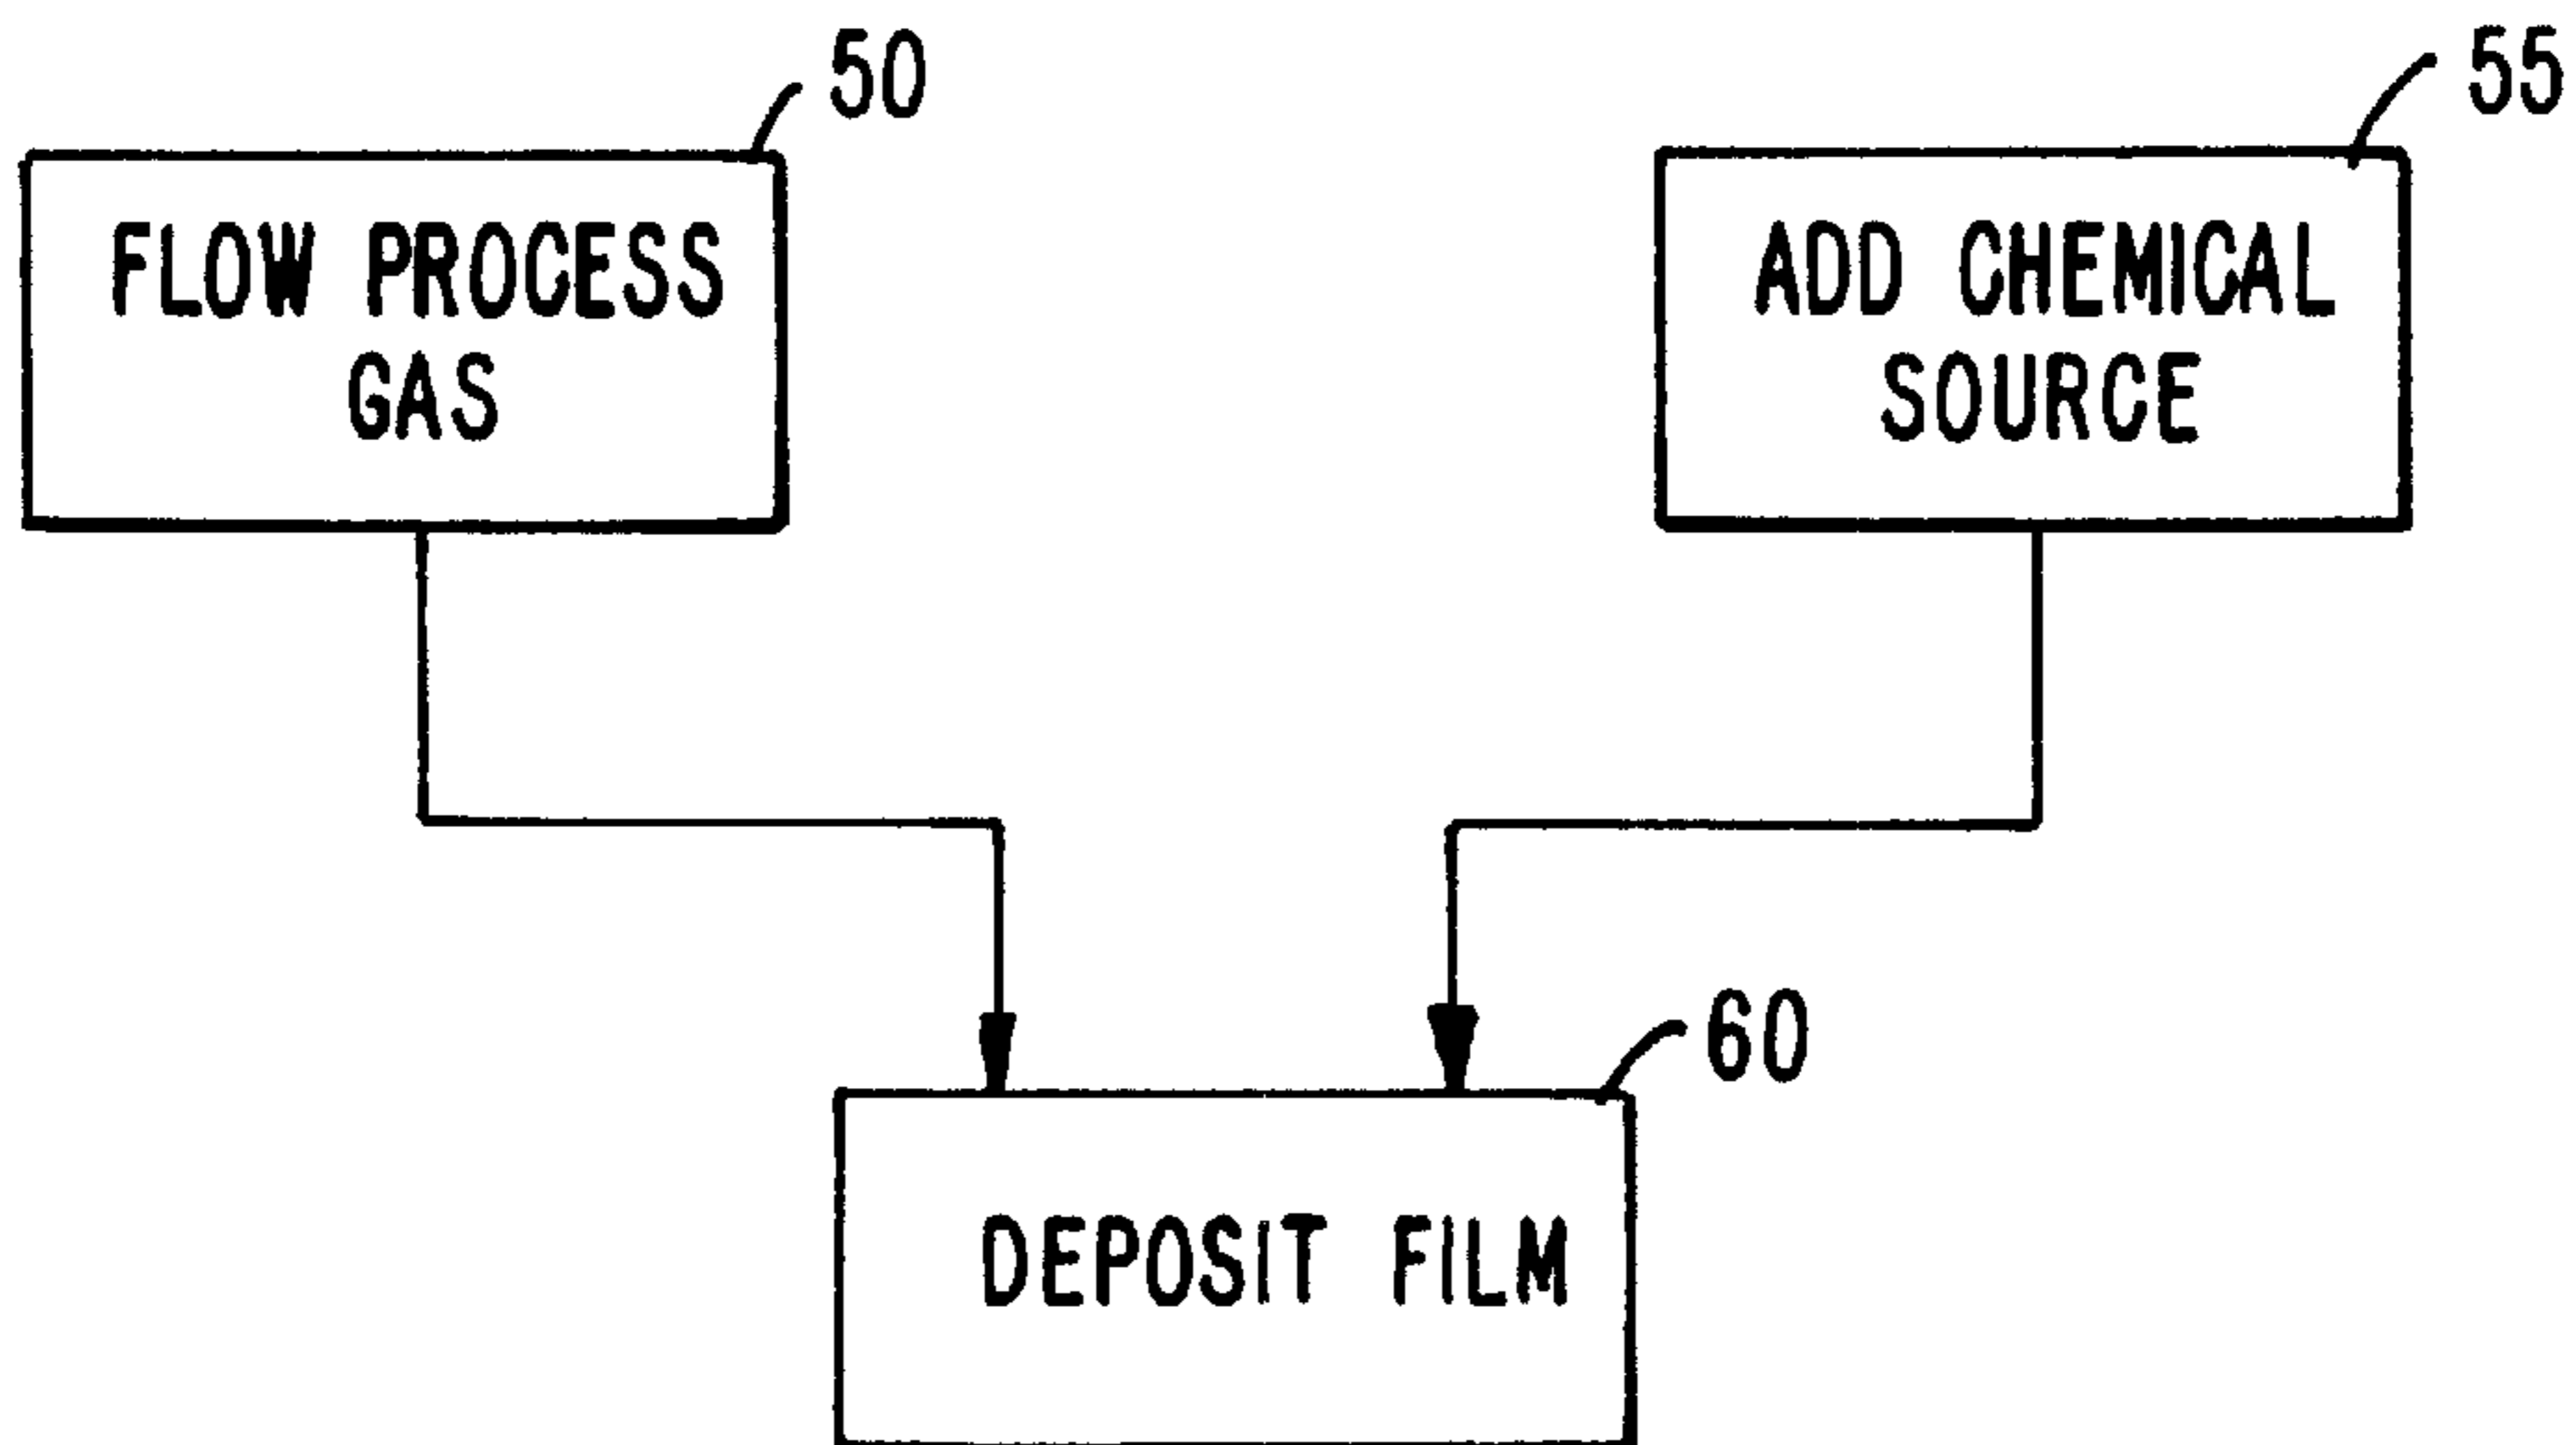 50
55
FLOW PROCESS
GAS
ADD CHEMICAL
SOURCE
60
DEPOSIT FILM